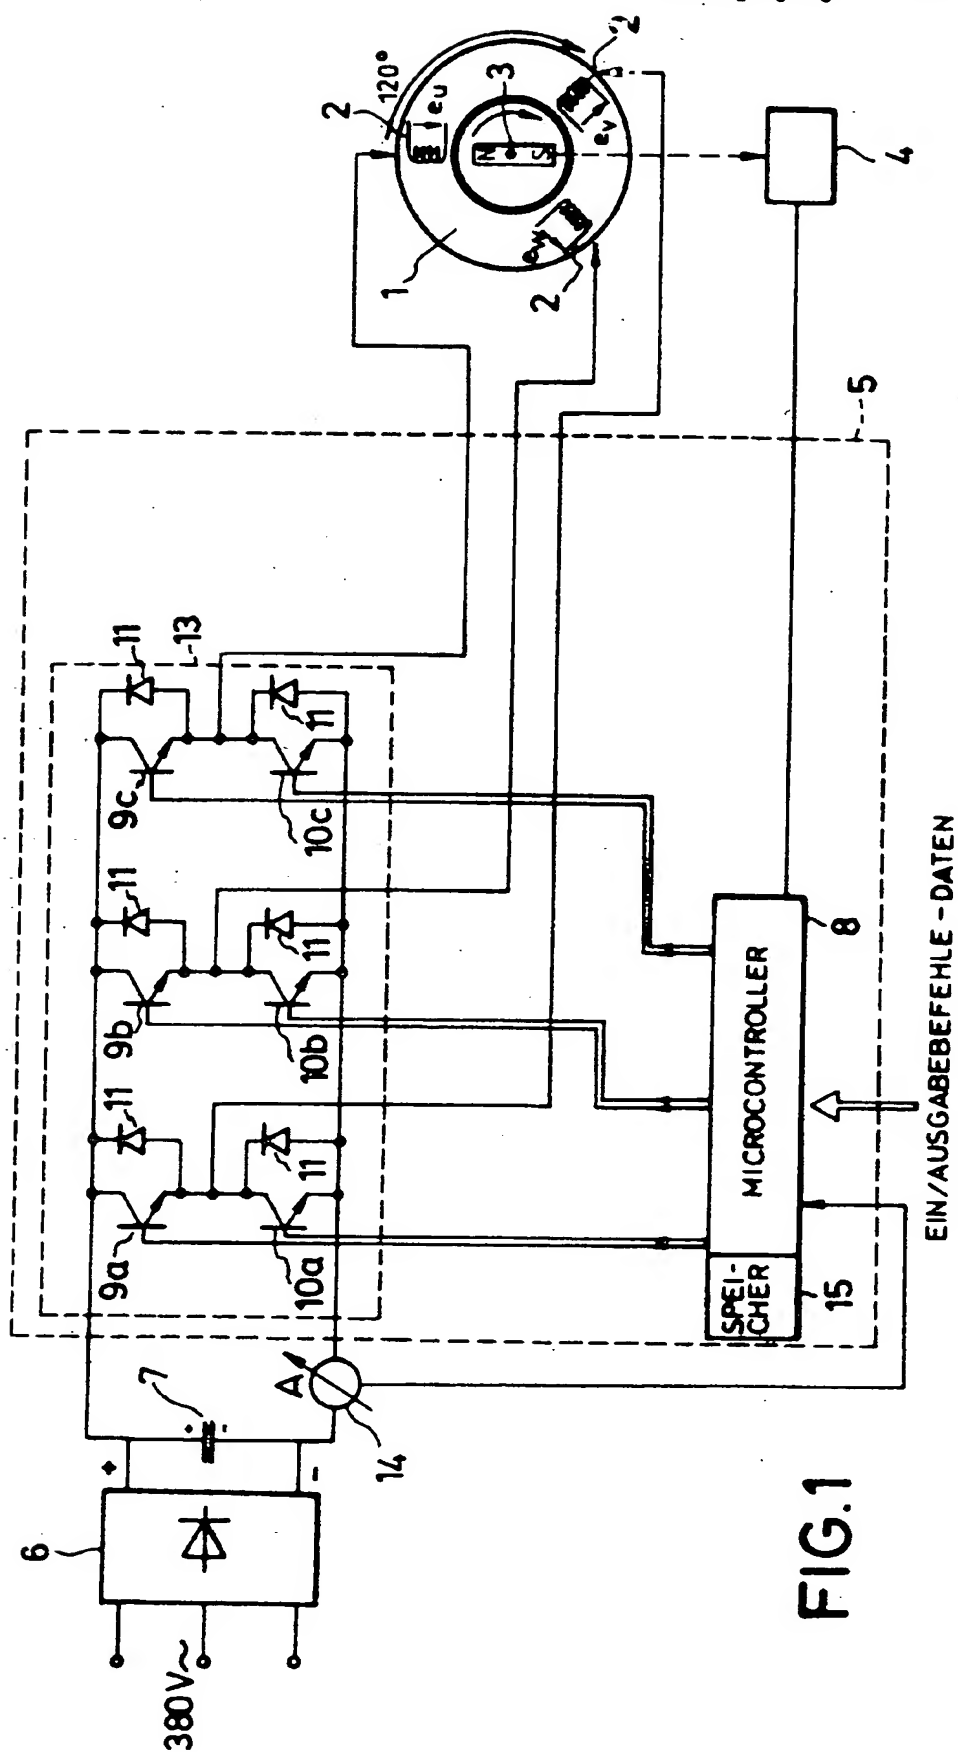 380V~
6
+
-
7
A
14
5
13
9a
11
10a
11
9b
11
10b
11
9c
11
10c
11
SPEI-
CHER
15
MICROCONTROLLER
8
EIN/AUSGABEBEFEHLE-DATEN
1
2
eu
120°
2
ev
2
ew
N
S
3
4
FIG.1